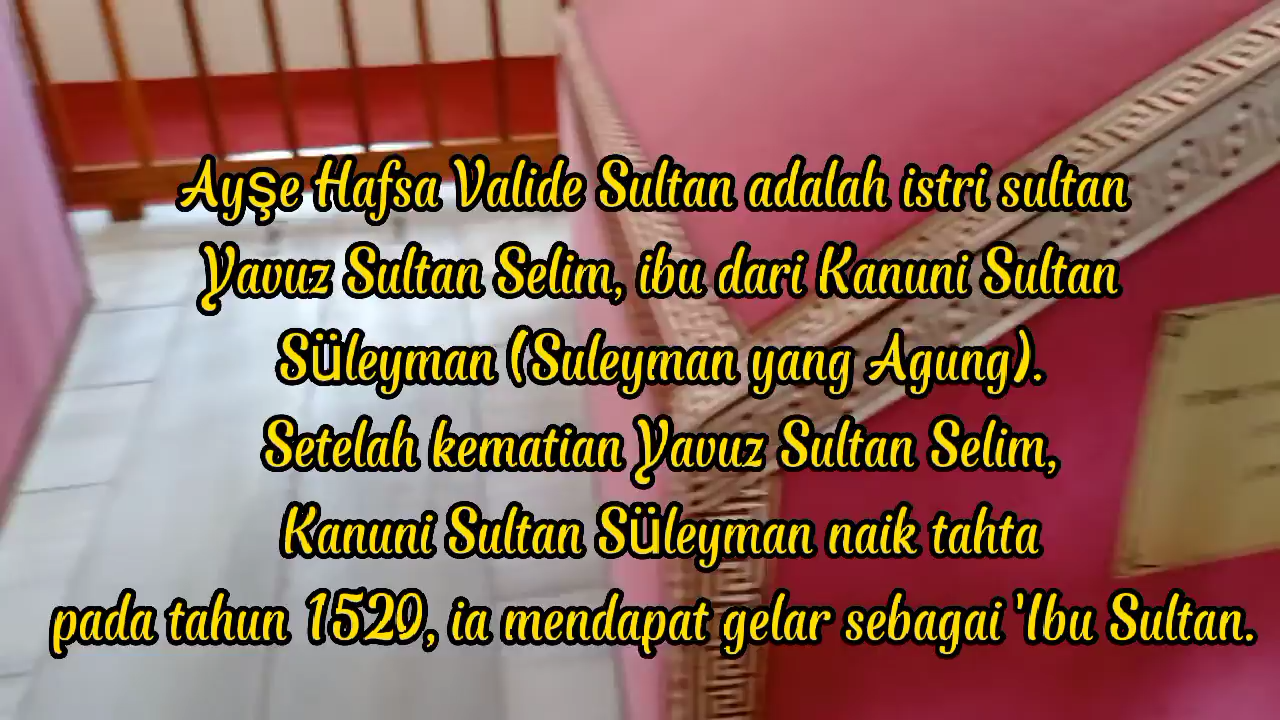 Ayşe Hafsa Valide Sultan adalah istri sultan
Yavuz Sultan Selim, ibu dari Kanuni Sultan
Süleyman (Suleyman yang Agung).
Setelah kematian Yavuz Sultan Selim,
Kanuni Sultan Süleyman naik tahta
pada tahun 1520, ia mendapat gelar sebagai 'Ibu Sultan.